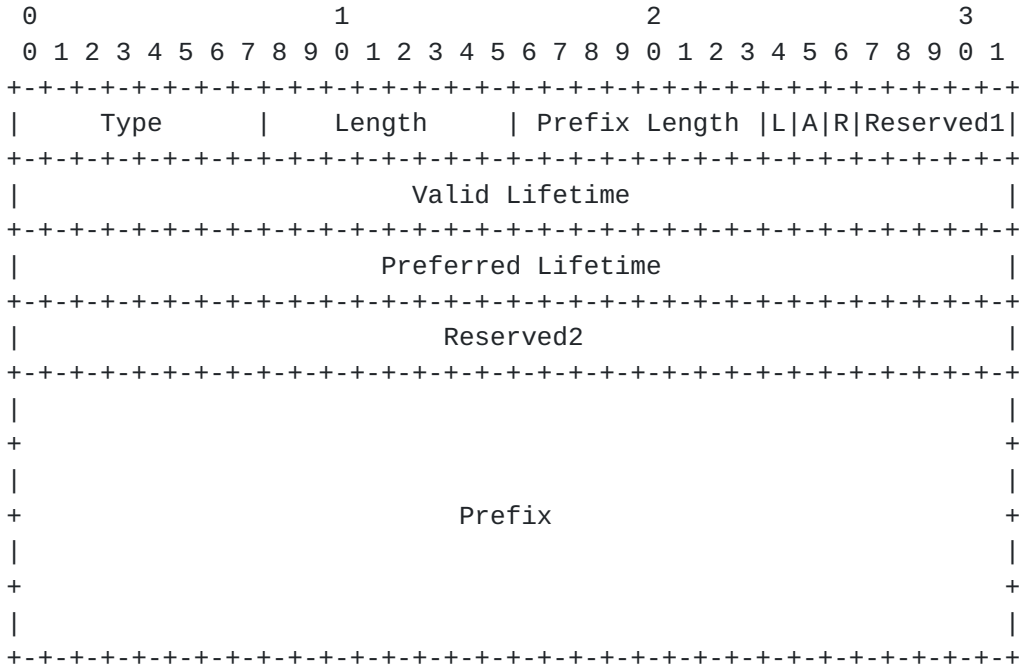 0                   1                   2                   3
 0 1 2 3 4 5 6 7 8 9 0 1 2 3 4 5 6 7 8 9 0 1 2 3 4 5 6 7 8 9 0 1
+-+-+-+-+-+-+-+-+-+-+-+-+-+-+-+-+-+-+-+-+-+-+-+-+-+-+-+-+-+-+-+-+
|     Type      |    Length     | Prefix Length |L|A|R|Reserved1|
+-+-+-+-+-+-+-+-+-+-+-+-+-+-+-+-+-+-+-+-+-+-+-+-+-+-+-+-+-+-+-+-+
|                         Valid Lifetime                        |
+-+-+-+-+-+-+-+-+-+-+-+-+-+-+-+-+-+-+-+-+-+-+-+-+-+-+-+-+-+-+-+-+
|                       Preferred Lifetime                      |
+-+-+-+-+-+-+-+-+-+-+-+-+-+-+-+-+-+-+-+-+-+-+-+-+-+-+-+-+-+-+-+-+
|                           Reserved2                           |
+-+-+-+-+-+-+-+-+-+-+-+-+-+-+-+-+-+-+-+-+-+-+-+-+-+-+-+-+-+-+-+-+
|                                                               |
+                                                               +
|                                                               |
+                            Prefix                             +
|                                                               |
+                                                               +
|                                                               |
+-+-+-+-+-+-+-+-+-+-+-+-+-+-+-+-+-+-+-+-+-+-+-+-+-+-+-+-+-+-+-+-+